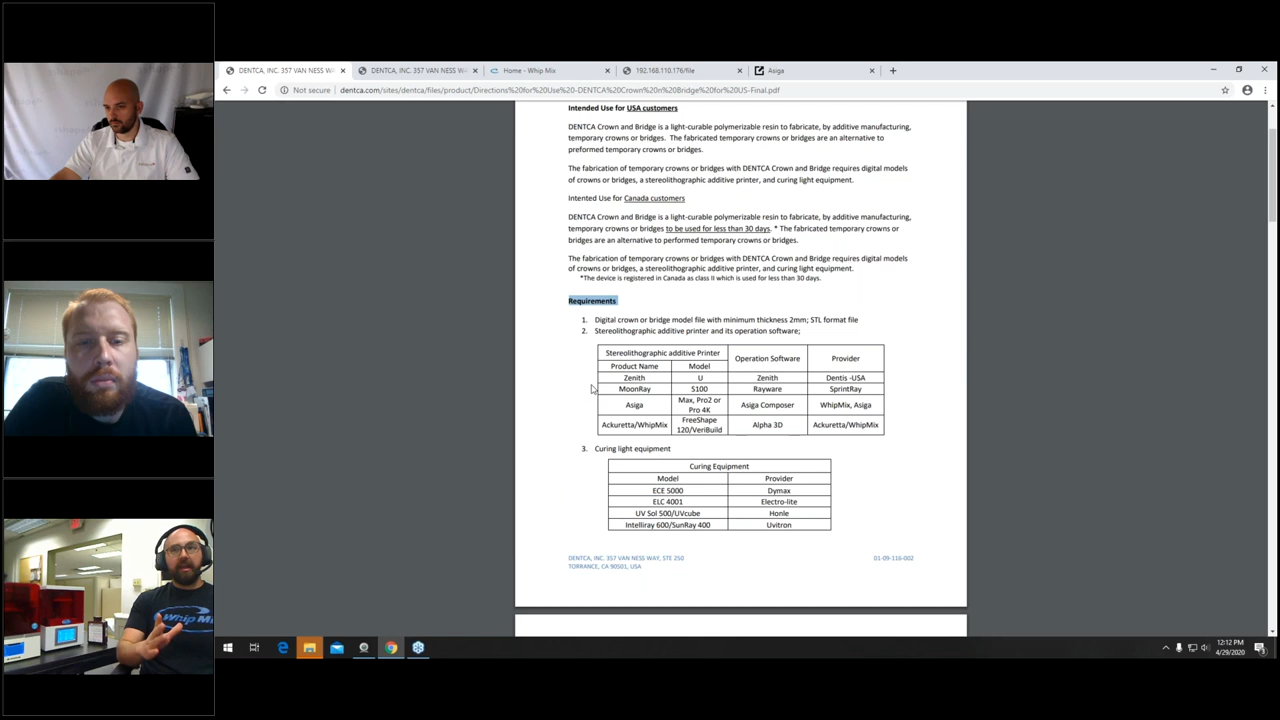 DENTCA, INC. 357 VAN NESS W
DENTCA, INC. 357 VAN NESS W
Home - Whip Mix
192.168.110.176/file
Asiga
Not secure | dentca.com/sites/dentca/files/product/Directions%20for%20Use%20-DENTCA%20Crown%20n%20Bridge%20for%20US-Final.pdf
Intended Use for USA customers
DENTCA Crown and Bridge is a light-curable polymerizable resin to fabricate, by additive manufacturing,
temporary crowns or bridges. The fabricated temporary crowns or bridges are an alternative to
preformed temporary crowns or bridges.
The fabrication of temporary crowns or bridges with DENTCA Crown and Bridge requires digital models
of crowns or bridges, a stereolithographic additive printer, and curing light equipment.
Intented Use for Canada customers
DENTCA Crown and Bridge is a light-curable polymerizable resin to fabricate, by additive manufacturing,
temporary crowns or bridges to be used for less than 30 days. * The fabricated temporary crowns or
bridges are an alternative to performed temporary crowns or bridges.
The fabrication of temporary crowns or bridges with DENTCA Crown and Bridge requires digital models
of crowns or bridges, a stereolithographic additive printer, and curing light equipment.
*The device is registered in Canada as class II which is used for less than 30 days.
Requirements
1. Digital crown or bridge model file with minimum thickness 2mm; STL format file
2. Stereolithographic additive printer and its operation software;
Stereolithographic additive Printer Operation Software Provider
Product Name Model
Zenith U Zenith Dentis -USA
MoonRay S100 Rayware SprintRay
Asiga Max, Pro2 or Pro 4K Asiga Composer WhipMix, Asiga
Ackuretta/WhipMix FreeShape 120/VeriBuild Alpha 3D Ackuretta/WhipMix
3. Curing light equipment
Curing Equipment
Model Provider
ECE 5000 Dymax
ELC 4001 Electro-lite
UV Sol 500/UVcube Honle
Intelliray 600/SunRay 400 Uvitron
DENTCA, INC. 357 VAN NESS WAY, STE 250 01-09-116-002
TORRANCE, CA 90501, USA
Whip Mi
12:12 PM
4/29/2020